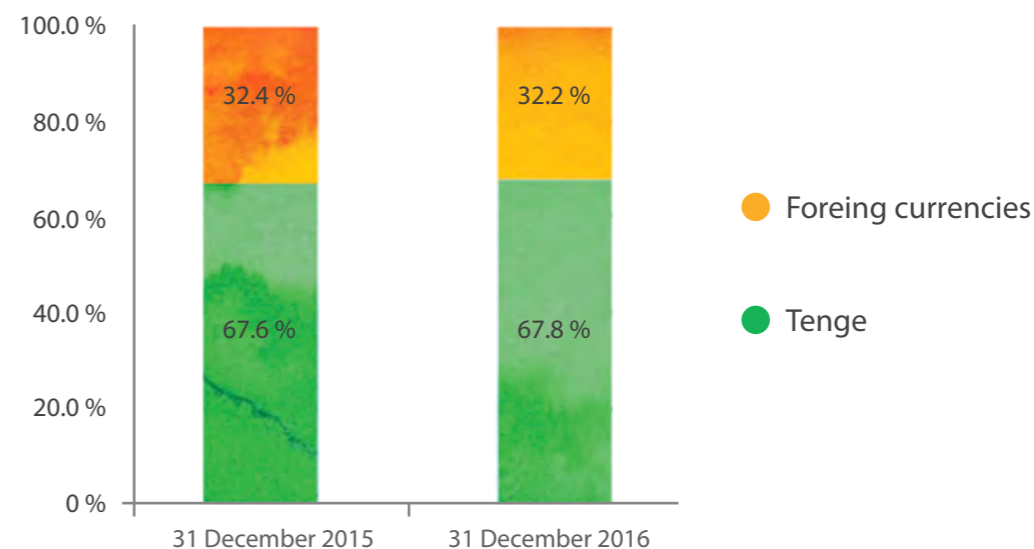 100.0 %
80.0 %
60.0 %
40.0 %
20.0 %
0 %
32.4 %
32.2 %
67.6 %
67.8 %
31 December 2015
31 December 2016
Foreing currencies
Tenge